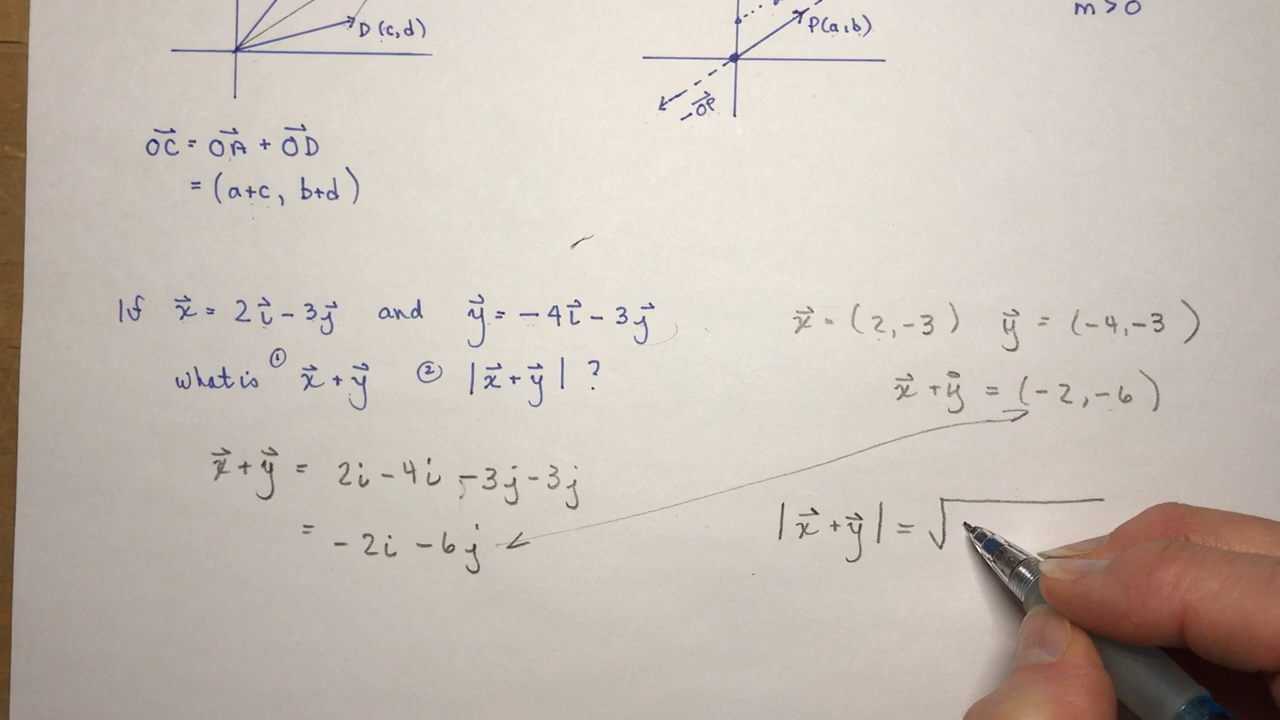 D(c,d)
P(a,b)
m > 0
-OP⃗
OC⃗ = OA⃗ + OD⃗
= (a+c, b+d)
If x⃗ = 2i⃗ - 3j⃗ and y⃗ = -4i⃗ - 3j⃗
what is ① x⃗ + y⃗ ② |x⃗ + y⃗| ?
x⃗ + y⃗ = 2i - 4i - 3j - 3j
= -2i - 6j
x⃗ = (2, -3) y⃗ = (-4, -3)
x⃗ + y⃗ = (-2, -6)
|x⃗ + y⃗| = √